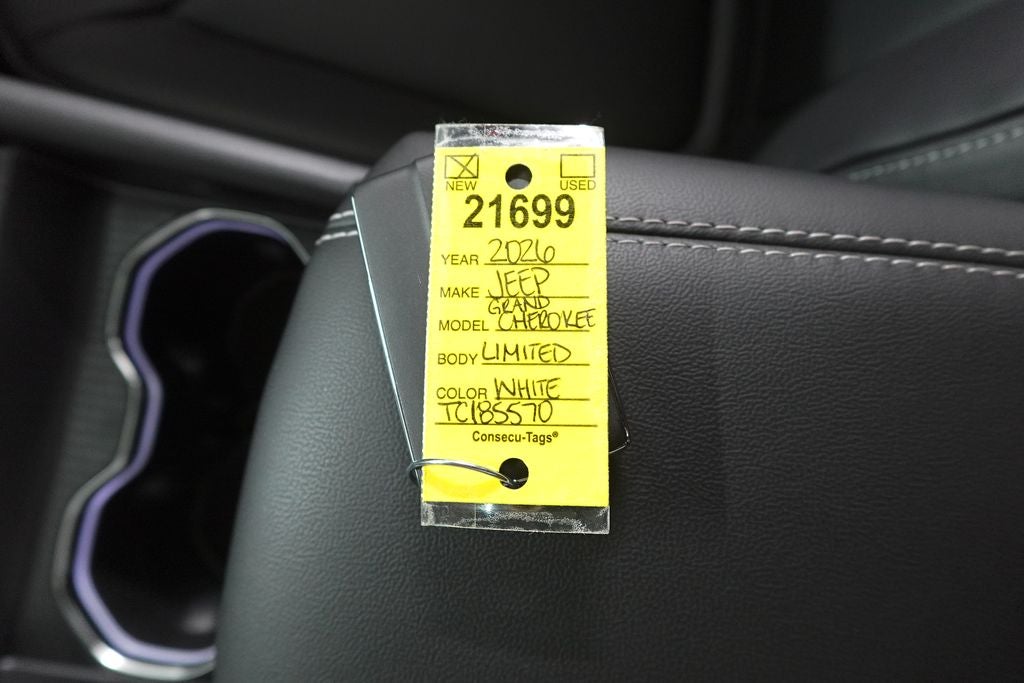 NEW USED
21699
YEAR 2026
MAKE JEEP
GRAND
MODEL CHEROKEE
BODY LIMITED
COLOR WHITE
TC185570
Consecu-Tags®